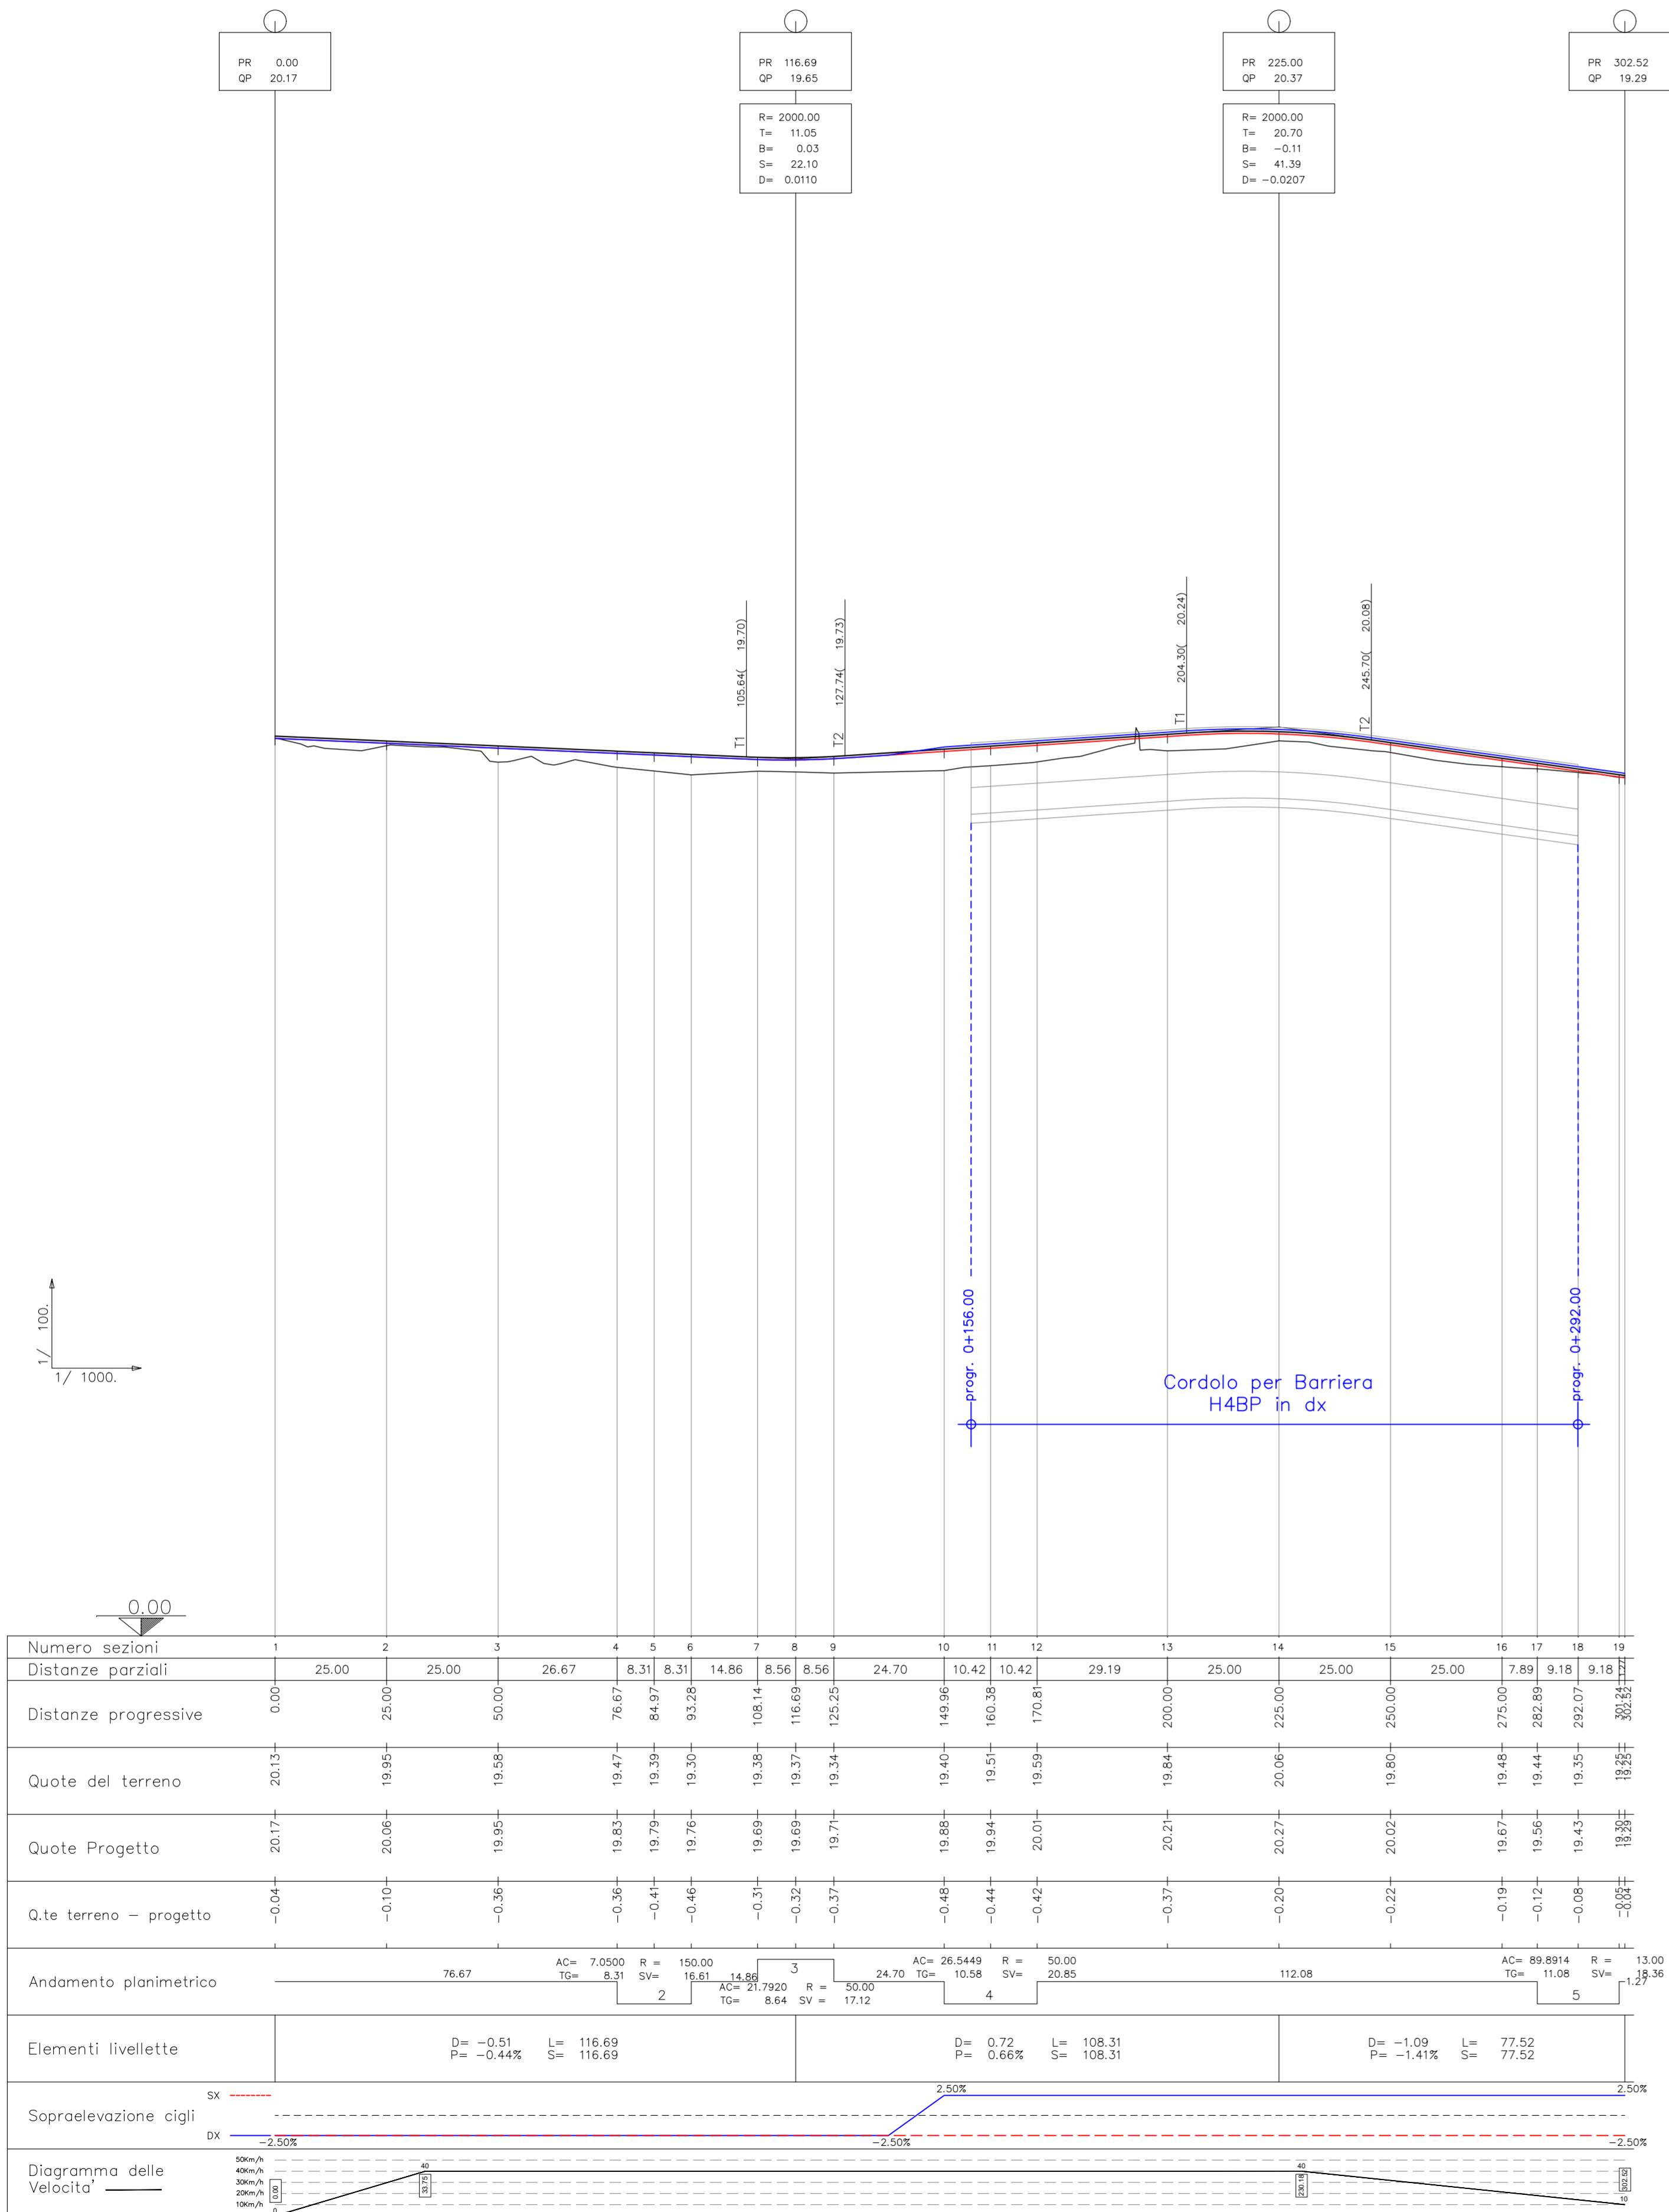 PR 0.00
QP 20.17
PR 116.69
QP 19.65
R= 2000.00
T= 11.05
B= 0.03
S= 22.10
D= 0.0110
PR 225.00
QP 20.37
R= 2000.00
T= 20.70
B= −0.11
S= 41.39
D= −0.0207
PR 302.52
QP 19.29
T1 105.64( 19.70)
T2 127.74( 19.73)
T1 204.30( 20.24)
T2 245.70( 20.08)
1/ 100.
1/ 1000.
progr. 0+156.00
progr. 0+292.00
Cordolo per Barriera
H4BP in dx
0.00
Numero sezioni 1 2 3 4 5 6 7 8 9 10 11 12 13 14 15 16 17 18 19
Distanze parziali 25.00 25.00 26.67 8.31 8.31 14.86 8.56 8.56 24.70 10.42 10.42 29.19 25.00 25.00 25.00 7.89 9.18 9.18 1.27
Distanze progressive 0.00 25.00 50.00 76.67 84.97 93.28 108.14 116.69 125.25 149.96 160.38 170.81 200.00 225.00 250.00 275.00 282.89 292.07 301.24 302.52
Quote del terreno 20.13 19.95 19.58 19.47 19.39 19.30 19.38 19.37 19.34 19.40 19.51 19.59 19.84 20.06 19.80 19.48 19.44 19.35 19.25 19.25
Quote Progetto 20.17 20.06 19.95 19.83 19.79 19.76 19.69 19.69 19.71 19.88 19.94 20.01 20.21 20.27 20.02 19.67 19.56 19.43 19.30 19.29
Q.te terreno − progetto −0.04 −0.10 −0.36 −0.36 −0.41 −0.46 −0.31 −0.32 −0.37 −0.48 −0.44 −0.42 −0.37 −0.20 −0.22 −0.19 −0.12 −0.08 −0.05 −0.04
Andamento planimetrico
76.67
AC= 7.0500 R = 150.00
TG= 8.31 SV= 16.61
2
14.86
3
AC= 21.7920 R = 50.00
TG= 8.64 SV = 17.12
24.70
AC= 26.5449 R = 50.00
TG= 10.58 SV= 20.85
4
112.08
AC= 89.8914 R = 13.00
TG= 11.08 SV= 18.36
5
1.27
Elementi livellette
D= −0.51 L= 116.69
P= −0.44% S= 116.69
D= 0.72 L= 108.31
P= 0.66% S= 108.31
D= −1.09 L= 77.52
P= −1.41% S= 77.52
Sopraelevazione cigli
SX
DX
2.50% 2.50%
−2.50% −2.50% −2.50%
Diagramma delle
Velocita'
50Km/h
40Km/h
30Km/h
20Km/h
10Km/h
0
0.00
40
33.75
40
230.18
302.52
10